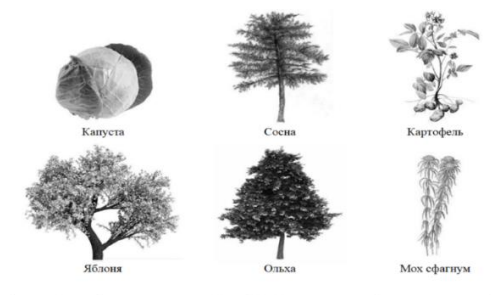 Капуста
Сосна
Картофель
Яблоня
Ольха
Мох сфагнум